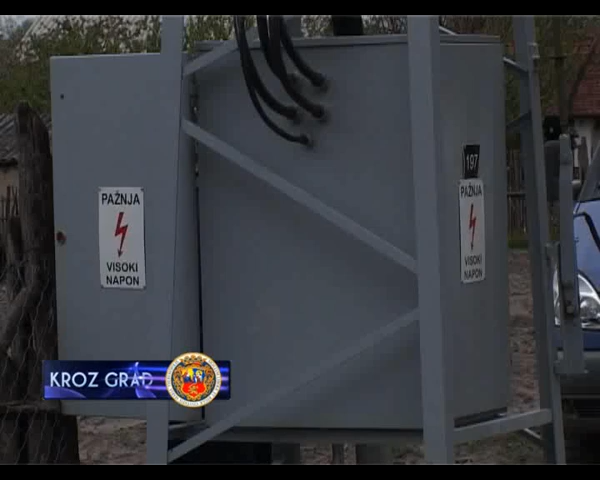 PAŽNJA
VISOKI
NAPON
197
PAŽNJA
VISOKI
NAPON
KROZ GRAD